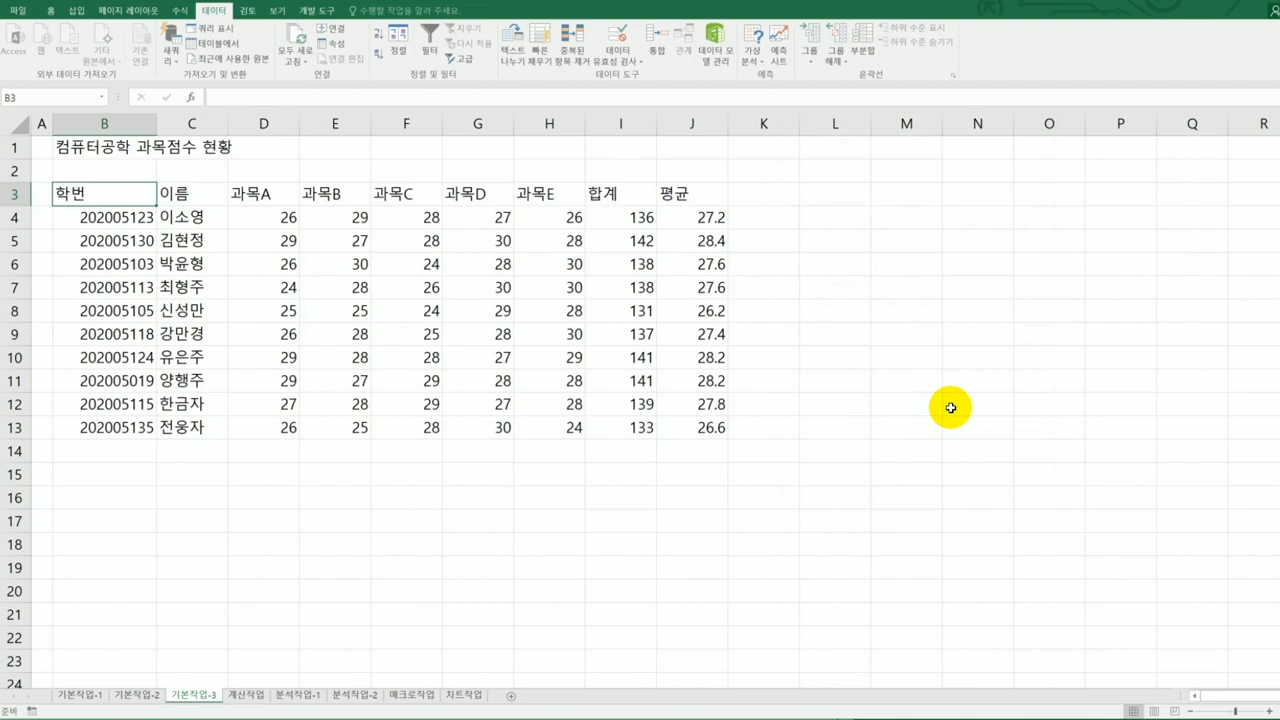 파일 홈 삽입 페이지 레이아웃 수식 데이터 검토 보기 개발 도구 수행할 작업을 알려 주세요.
Access 웹 텍스트 기타 원본에서 기존 연결 새 쿼리 쿼리 표시 테이블에서 최근에 사용한 원본 모두 새로 고침 연결 속성 연결 편집 정렬 필터 지우기 다시 적용 고급 텍스트 나누기 빠른 채우기 중복된 항목 제거 데이터 유효성 검사 통합 관계 데이터 모델 관리 가상 분석 예측 시트 그룹 그룹 해제 부분합 하위 수준 표시 하위 수준 숨기기
외부 데이터 가져오기 가져오기 및 변환 연결 정렬 및 필터 데이터 도구 예측 윤곽선
B3 fx
A B C D E F G H I J K L M N O P Q R
1 컴퓨터공학 과목점수 현황
2
3 학번 이름 과목A 과목B 과목C 과목D 과목E 합계 평균
4 202005123 이소영 26 29 28 27 26 136 27.2
5 202005130 김현정 29 27 28 30 28 142 28.4
6 202005103 박윤형 26 30 24 28 30 138 27.6
7 202005113 최형주 24 28 26 30 30 138 27.6
8 202005105 신성만 25 25 24 29 28 131 26.2
9 202005118 강만경 26 28 25 28 30 137 27.4
10 202005124 유은주 29 28 28 27 29 141 28.2
11 202005019 양행주 29 27 29 28 28 141 28.2
12 202005115 한금자 27 28 29 27 28 139 27.8
13 202005135 전웅자 26 25 28 30 24 133 26.6
14
15
16
17
18
19
20
21
22
23
24
기본작업-1 기본작업-2 기본작업-3 계산작업 분석작업-1 분석작업-2 매크로작업 차트작업
준비